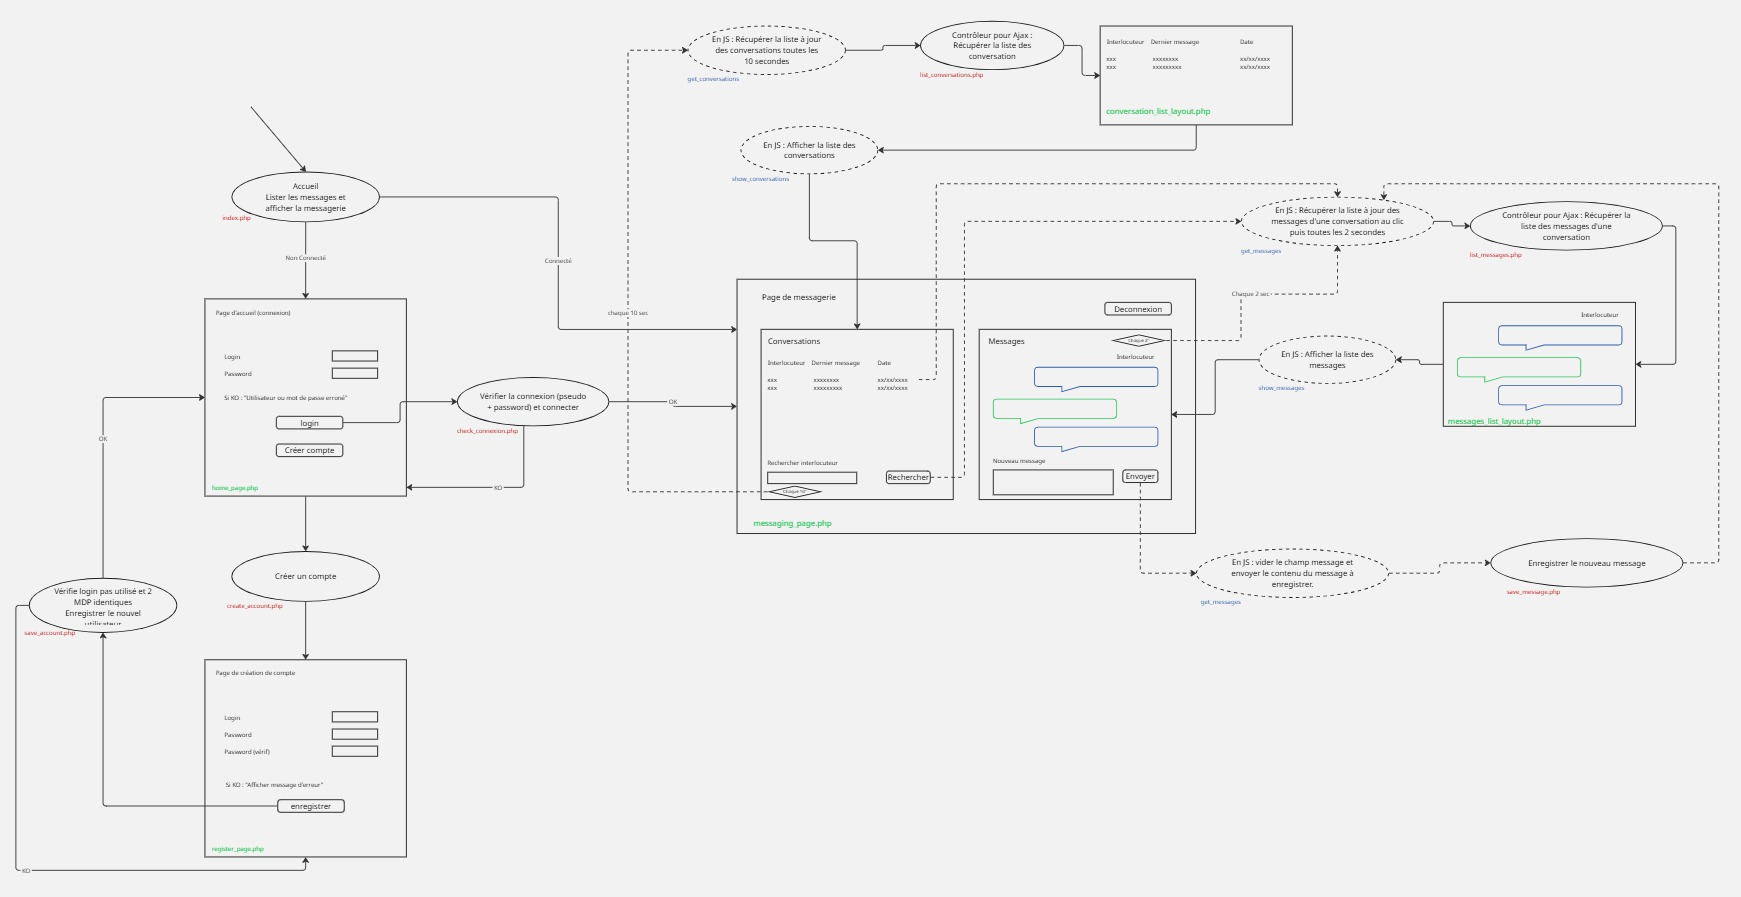 En JS : Récupérer la liste à jour
des conversations toutes les
10 secondes
get_conversations
Contrôleur pour Ajax :
Récupérer la liste des
conversation
list_conversations.php
Interlocuteur Dernier message Date
xxx xxxxxxxx xx/xx/xxxx
xxx xxxxxxxxx xx/xx/xxxx
conversation_list_layout.php
En JS : Afficher la liste des
conversations
show_conversations
Accueil
Lister les messages et
afficher la messagerie
index.php
Non Connecté
Connecté
chaque 10 sec
En JS : Récupérer la liste à jour des
messages d'une conversation au clic
puis toutes les 2 secondes
get_messages
Contrôleur pour Ajax : Récupérer la
liste des messages d'une
conversation
list_messages.php
Chaque 2 sec
Page d'accueil (connexion)
Login
Password
Si KO : "Utilisateur ou mot de passe erroné"
login
Créer compte
home_page.php
Vérifier la connexion (pseudo
+ password) et connecter
check_connexion.php
OK
KO
Page de messagerie
Deconnexion
Conversations
Interlocuteur Dernier message Date
xxx xxxxxxxx xx/xx/xxxx
xxx xxxxxxxxx xx/xx/xxxx
Rechercher interlocuteur
Rechercher
Chaque 10"
Messages
Chaque 2"
Interlocuteur
Nouveau message
Envoyer
messaging_page.php
En JS : Afficher la liste des
messages
show_messages
Interlocuteur
messages_list_layout.php
En JS : vider le champ message et
envoyer le contenu du message à
enregistrer.
get_messages
Enregistrer le nouveau message
save_message.php
OK
Créer un compte
create_account.php
Vérifie login pas utilisé et 2
MDP identiques
Enregistrer le nouvel
utilisateur
save_account.php
Page de création de compte
Login
Password
Password (vérif)
Si KO : "Afficher message d'erreur"
enregistrer
register_page.php
KO